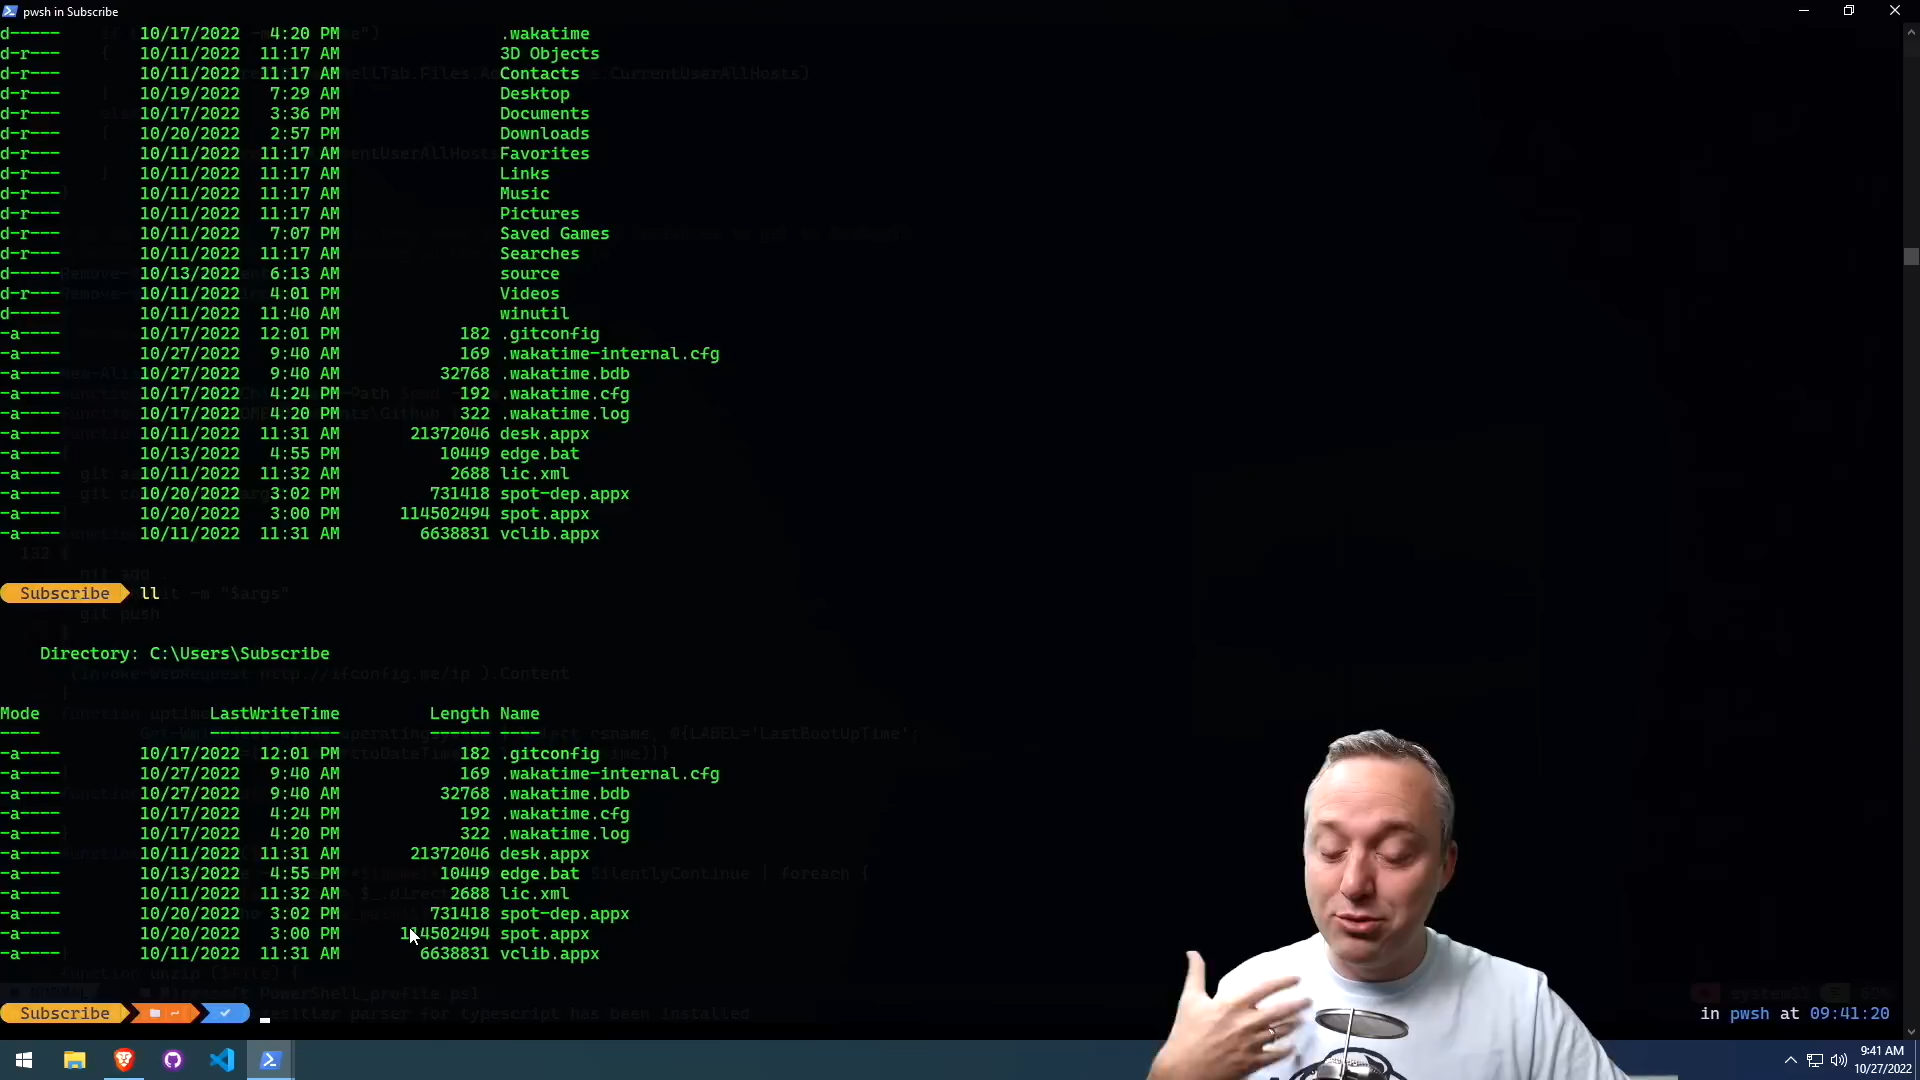 pwsh in Subscribe
d----- 10/17/2022 4:20 PM .wakatime
d-r--- 10/11/2022 11:17 AM 3D Objects
d-r--- 10/11/2022 11:17 AM Contacts
d-r--- 10/19/2022 7:29 AM Desktop
d-r--- 10/17/2022 3:36 PM Documents
d-r--- 10/20/2022 2:57 PM Downloads
d-r--- 10/11/2022 11:17 AM Favorites
d-r--- 10/11/2022 11:17 AM Links
d-r--- 10/11/2022 11:17 AM Music
d-r--- 10/11/2022 11:17 AM Pictures
d-r--- 10/11/2022 7:07 PM Saved Games
d-r--- 10/11/2022 11:17 AM Searches
d----- 10/13/2022 6:13 AM source
d-r--- 10/11/2022 4:01 PM Videos
d----- 10/11/2022 11:40 AM winutil
-a---- 10/17/2022 12:01 PM 182 .gitconfig
-a---- 10/27/2022 9:40 AM 169 .wakatime-internal.cfg
-a---- 10/27/2022 9:40 AM 32768 .wakatime.bdb
-a---- 10/17/2022 4:24 PM 192 .wakatime.cfg
-a---- 10/17/2022 4:20 PM 322 .wakatime.log
-a---- 10/11/2022 11:31 AM 21372046 desk.appx
-a---- 10/13/2022 4:55 PM 10449 edge.bat
-a---- 10/11/2022 11:32 AM 2688 lic.xml
-a---- 10/20/2022 3:02 PM 731418 spot-dep.appx
-a---- 10/20/2022 3:00 PM 114502494 spot.appx
-a---- 10/11/2022 11:31 AM 6638831 vclib.appx
Subscribe ll
Directory: C:\Users\Subscribe
Mode LastWriteTime Length Name
---- ------------- ------ ----
-a---- 10/17/2022 12:01 PM 182 .gitconfig
-a---- 10/27/2022 9:40 AM 169 .wakatime-internal.cfg
-a---- 10/27/2022 9:40 AM 32768 .wakatime.bdb
-a---- 10/17/2022 4:24 PM 192 .wakatime.cfg
-a---- 10/17/2022 4:20 PM 322 .wakatime.log
-a---- 10/11/2022 11:31 AM 21372046 desk.appx
-a---- 10/13/2022 4:55 PM 10449 edge.bat
-a---- 10/11/2022 11:32 AM 2688 lic.xml
-a---- 10/20/2022 3:02 PM 731418 spot-dep.appx
-a---- 10/20/2022 3:00 PM 114502494 spot.appx
-a---- 10/11/2022 11:31 AM 6638831 vclib.appx
Subscribe in pwsh at 09:41:20
9:41 AM
10/27/2022